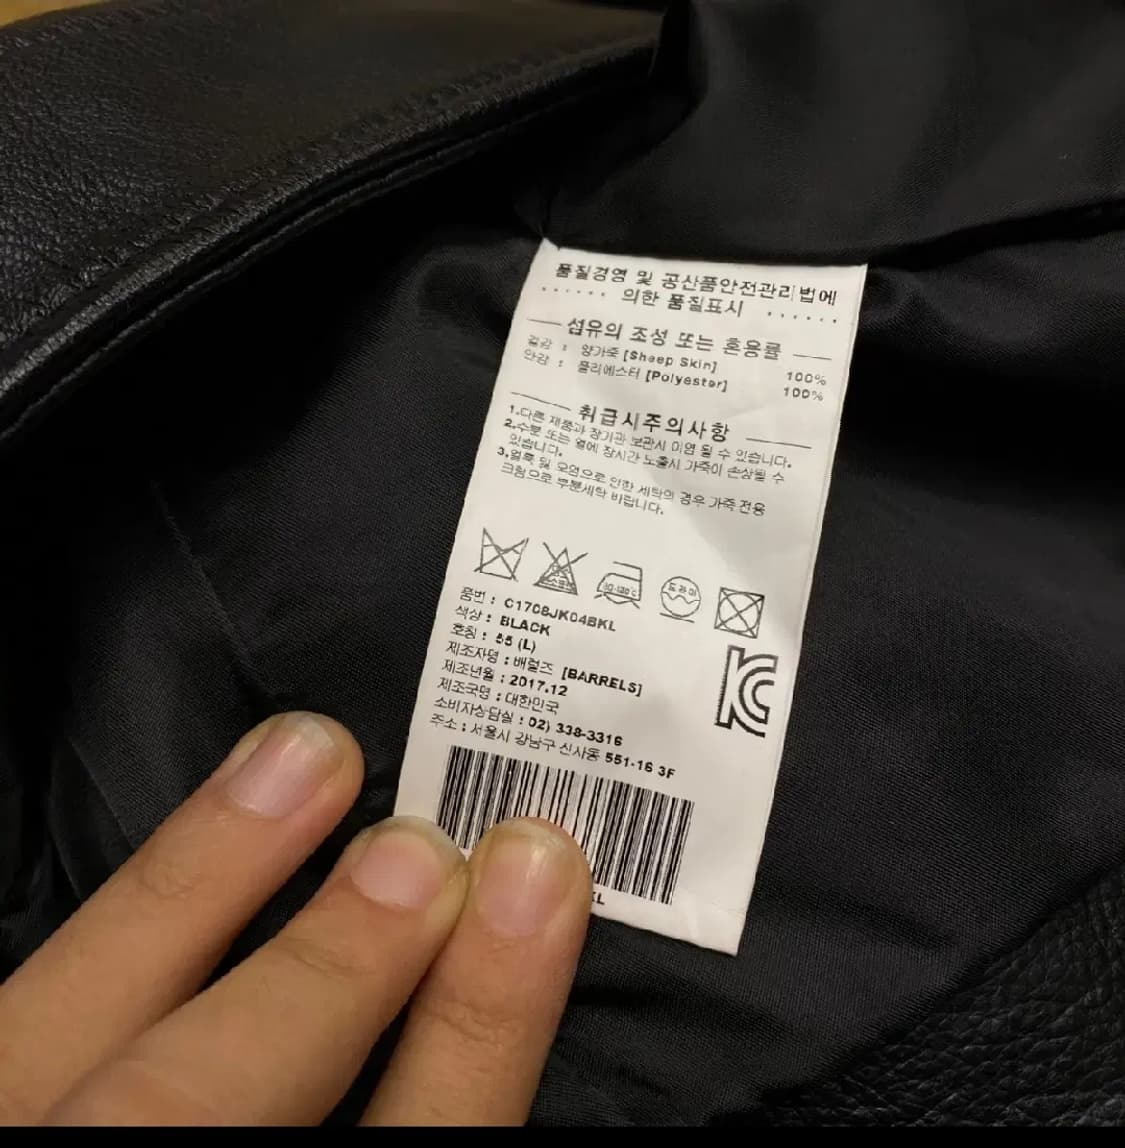 품질경영 및 공산품안전관리법에
······ 의한 품질표시 ······
섬유의 조성 또는 혼용률
겉감 : 양가죽 [Sheep Skin] 100%
안감 : 폴리에스터 [Polyester] 100%
취급시주의사항
1.다른 제품과 장기간 보관시 이염 될 수 있습니다.
2.수분 또는 열에 장시간 노출시 가죽이 손상될 수
있습니다.
3.얼룩 및 오염으로 인한 세탁의 경우 가죽 전용
크림으로 부분세탁 바랍니다.
드라이
품번 : C1708JK04BKL
색상 : BLACK
호칭 : 55 (L)
제조자명 : 배럴즈 [BARRELS]
제조년월 : 2017.12
제조국명 : 대한민국
소비자상담실 : 02) 338-3316
주소 : 서울시 강남구 신사동 551-16 3F
KC
KL